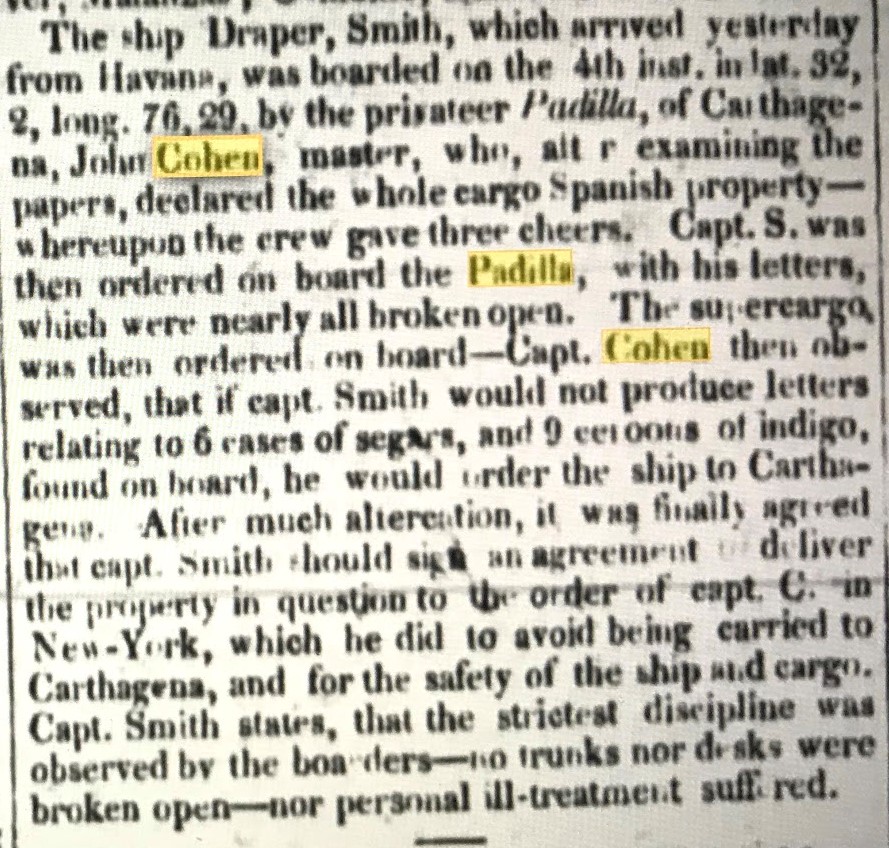 The ship Draper, Smith, which arrived yesterday
from Havana, was boarded on the 4th inst. in lat. 32,
2, long. 76,29, by the privateer Padilla, of Carthage-
na, John Cohen, master, who, aft r examining the
papers, declared the whole cargo Spanish property—
whereupon the crew gave three cheers. Capt. S. was
then ordered on board the Padilla, with his letters,
which were nearly all broken open. The supercargo,
was then ordered on board—Capt. Cohen then ob-
served, that if capt. Smith would not produce letters
relating to 6 cases of segars, and 9 ceroons of indigo,
found on board, he would order the ship to Cartha-
gena. After much altercation, it was finally agreed
that capt. Smith should sign an agreement to deliver
the property in question to the order of capt. C. in
New-York, which he did to avoid being carried to
Carthagena, and for the safety of the ship and cargo.
Capt. Smith states, that the strictest discipline was
observed by the boarders—no trunks nor desks were
broken open—nor personal ill-treatment suffered.